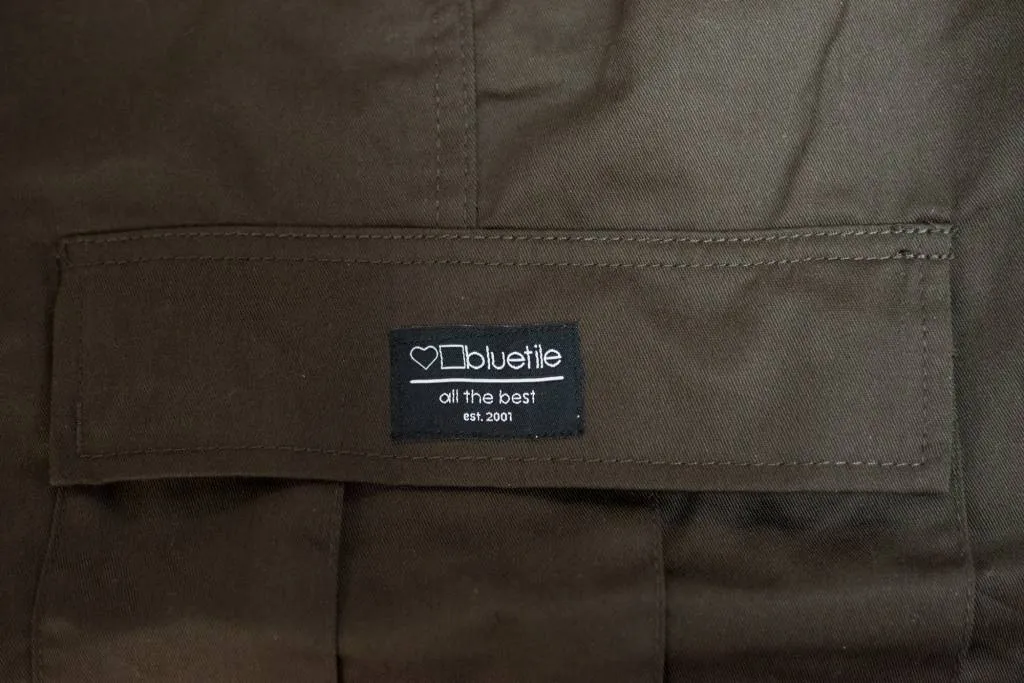 bluetile
all the best
est. 2001